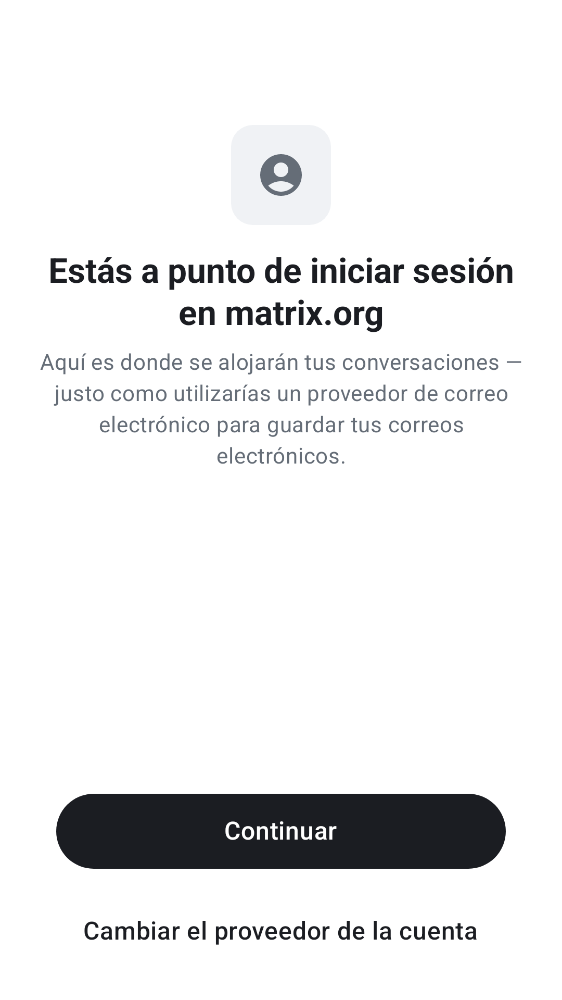 Estás a punto de iniciar sesión
en matrix.org
Aquí es donde se alojarán tus conversaciones —
justo como utilizarías un proveedor de correo
electrónico para guardar tus correos
electrónicos.
Continuar
Cambiar el proveedor de la cuenta